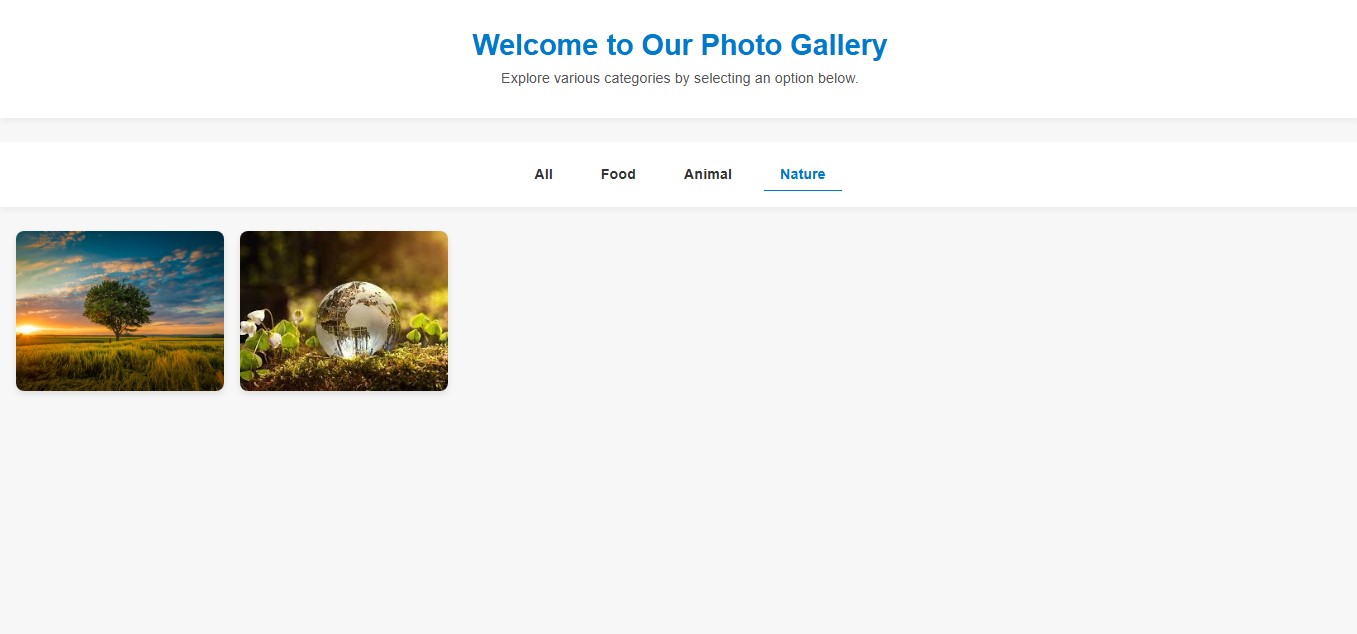 Welcome to Our Photo Gallery
Explore various categories by selecting an option below.
All Food Animal Nature